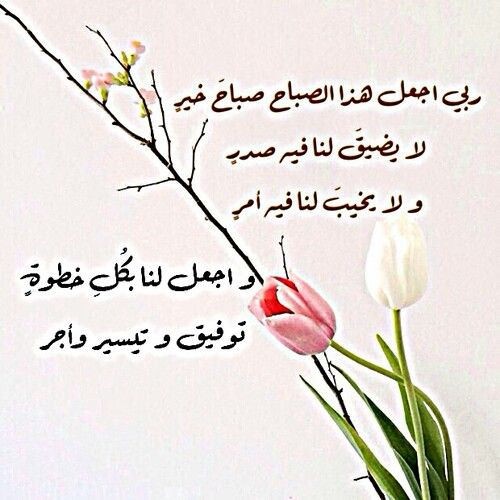 ربي اجعل هذا الصباح صباحَ خيرٍ
لا يضيقَ لنا فيه صدرٍ
و لا يخيبَ لنا فيه أمرٍ
و اجعل لنا بكُلِ خطوةٍ
توفيق و تيسير وأجر